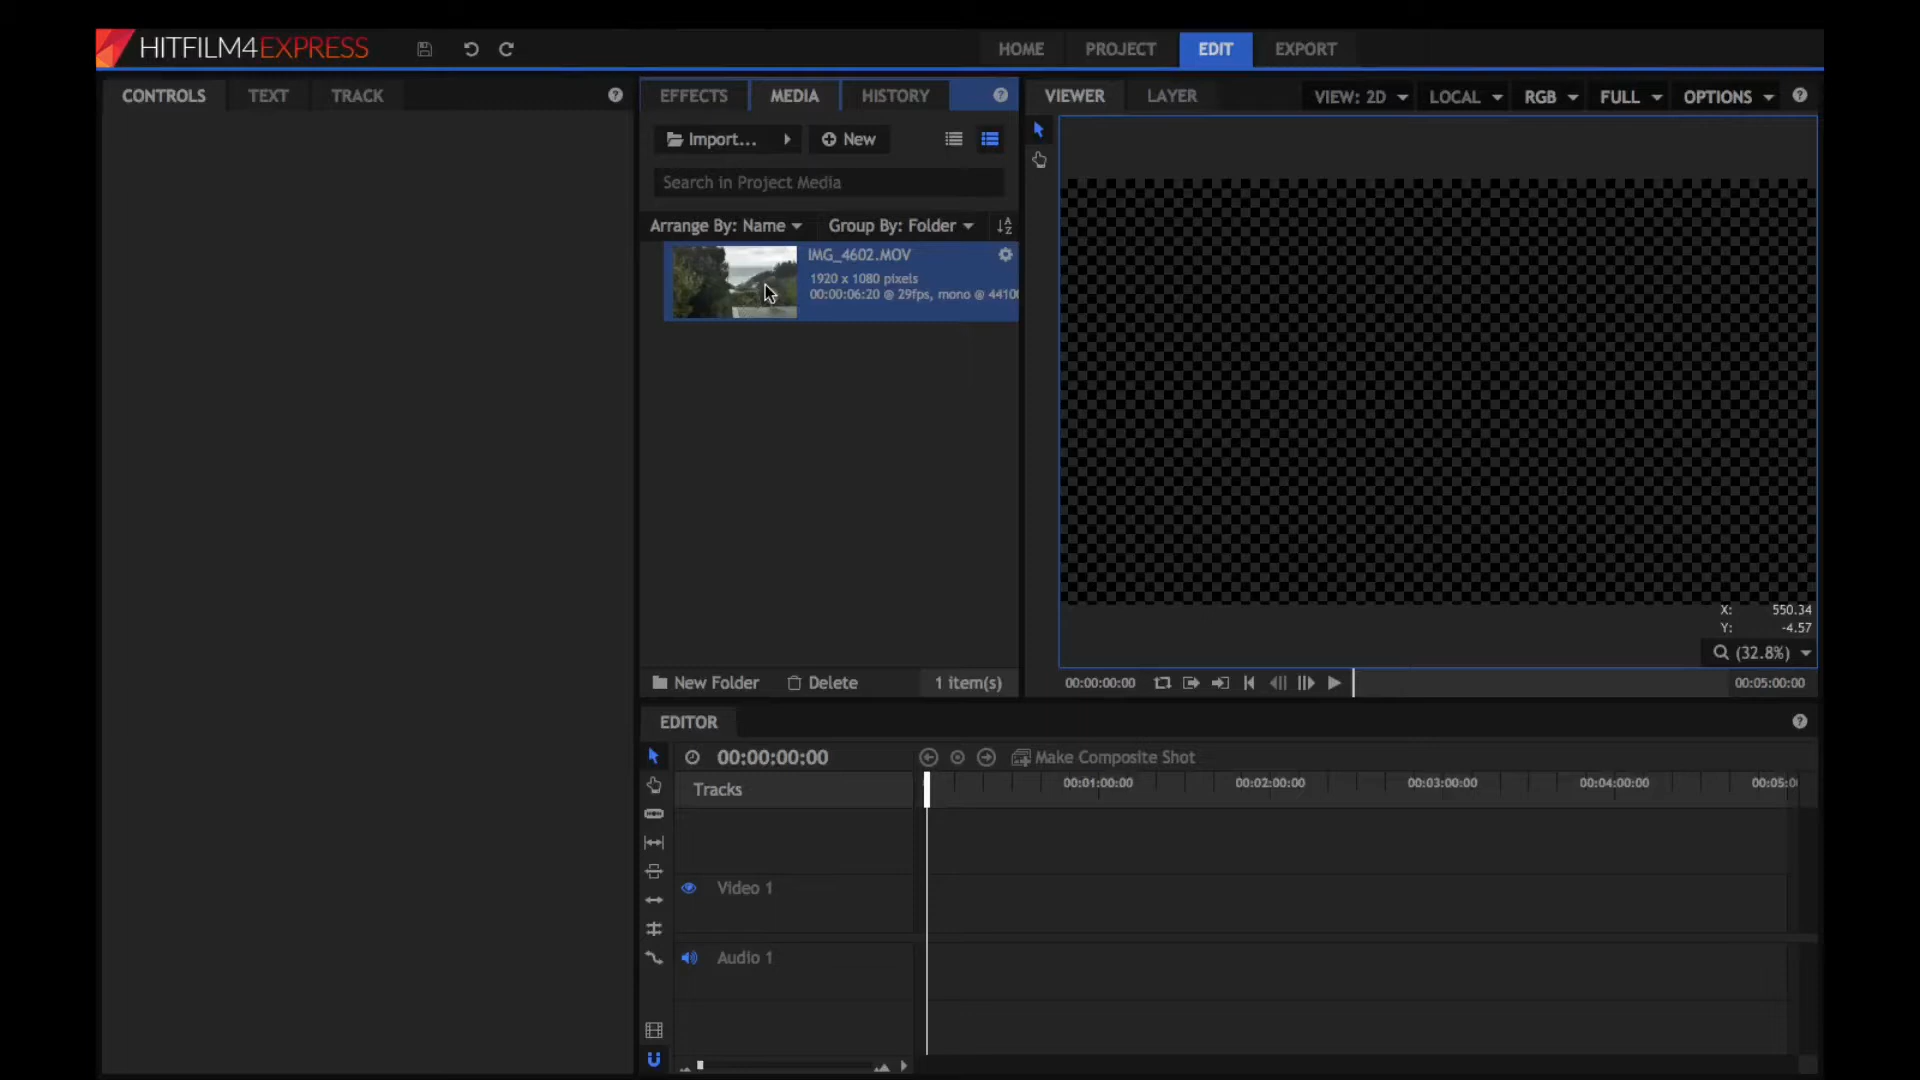 HITFILM4EXPRESS
HOME PROJECT EDIT EXPORT
CONTROLS TEXT TRACK
EFFECTS MEDIA HISTORY
VIEWER LAYER VIEW: 2D LOCAL RGB FULL OPTIONS
Import... New
Search in Project Media
Arrange By: Name Group By: Folder
IMG_4602.MOV
1920 x 1080 pixels
00:00:06:20 @ 29fps, mono @ 4410
X: 550.34
Y: -4.57
(32.8%)
New Folder Delete 1 item(s)
00:00:00:00 00:05:00:00
EDITOR
00:00:00:00 Make Composite Shot
Tracks 00:01:00:00 00:02:00:00 00:03:00:00 00:04:00:00 00:05:0
Video 1
Audio 1